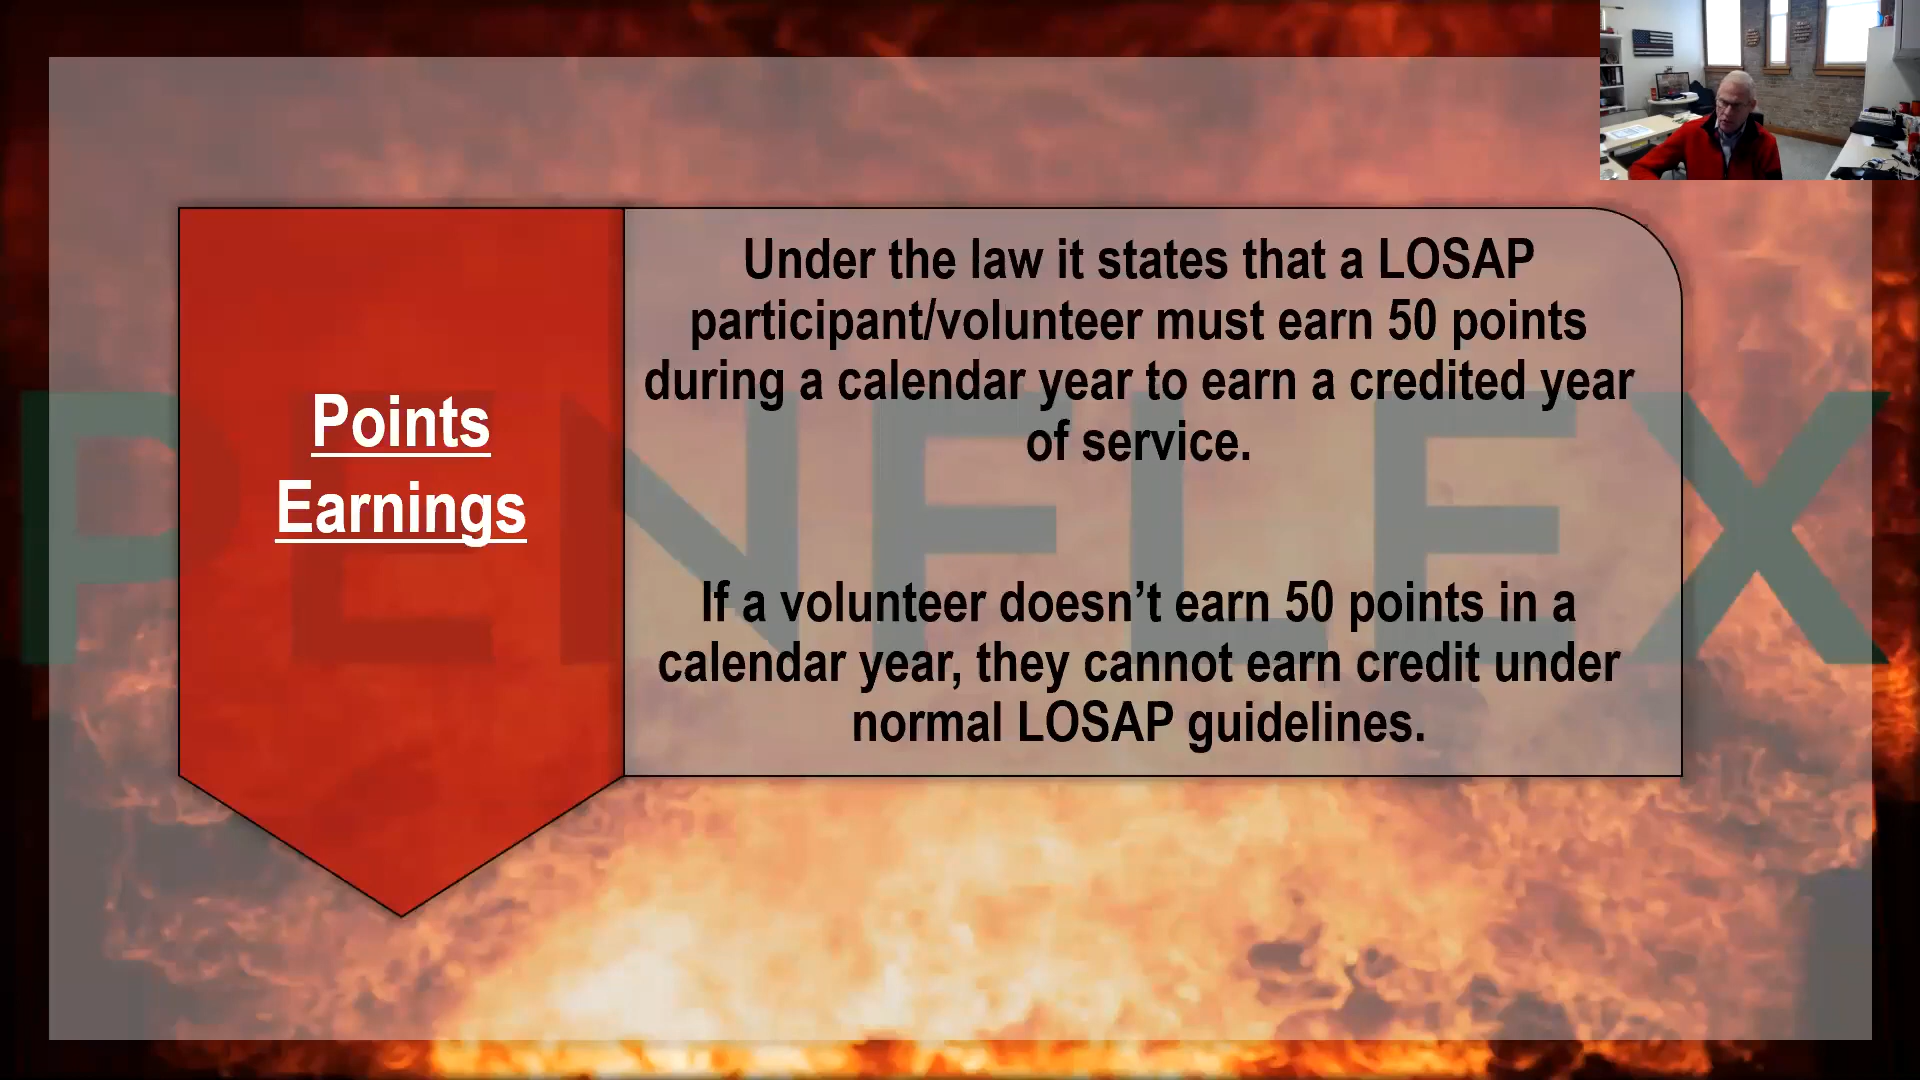 Points
Earnings
Under the law it states that a LOSAP
participant/volunteer must earn 50 points
during a calendar year to earn a credited year
of service.
If a volunteer doesn’t earn 50 points in a
calendar year, they cannot earn credit under
normal LOSAP guidelines.
PENFLEX